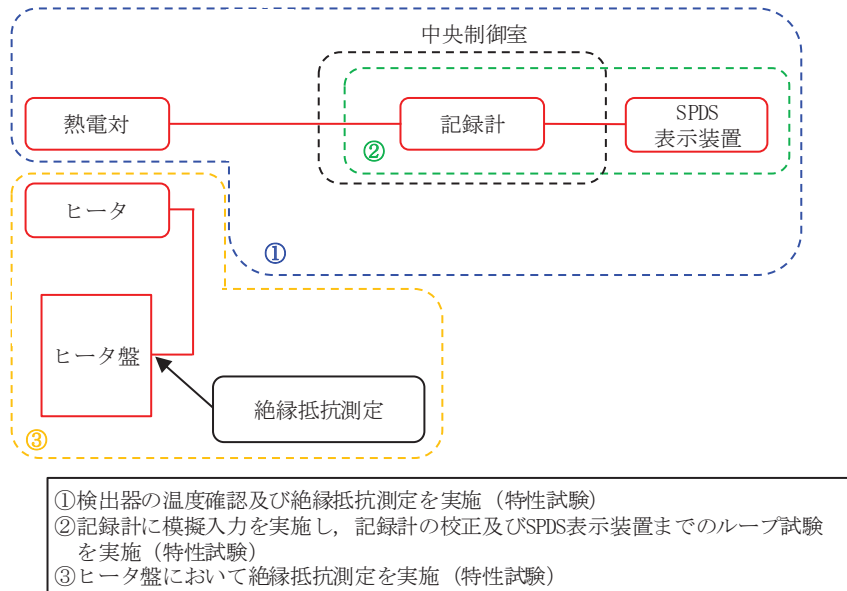 中央制御室
熱電対
記録計
SPDS
表示装置
②
ヒータ
①
ヒータ盤
絶縁抵抗測定
③
①検出器の温度確認及び絶縁抵抗測定を実施（特性試験）
②記録計に模擬入力を実施し，記録計の校正及びSPDS表示装置までのループ試験
を実施（特性試験）
③ヒータ盤において絶縁抵抗測定を実施（特性試験）